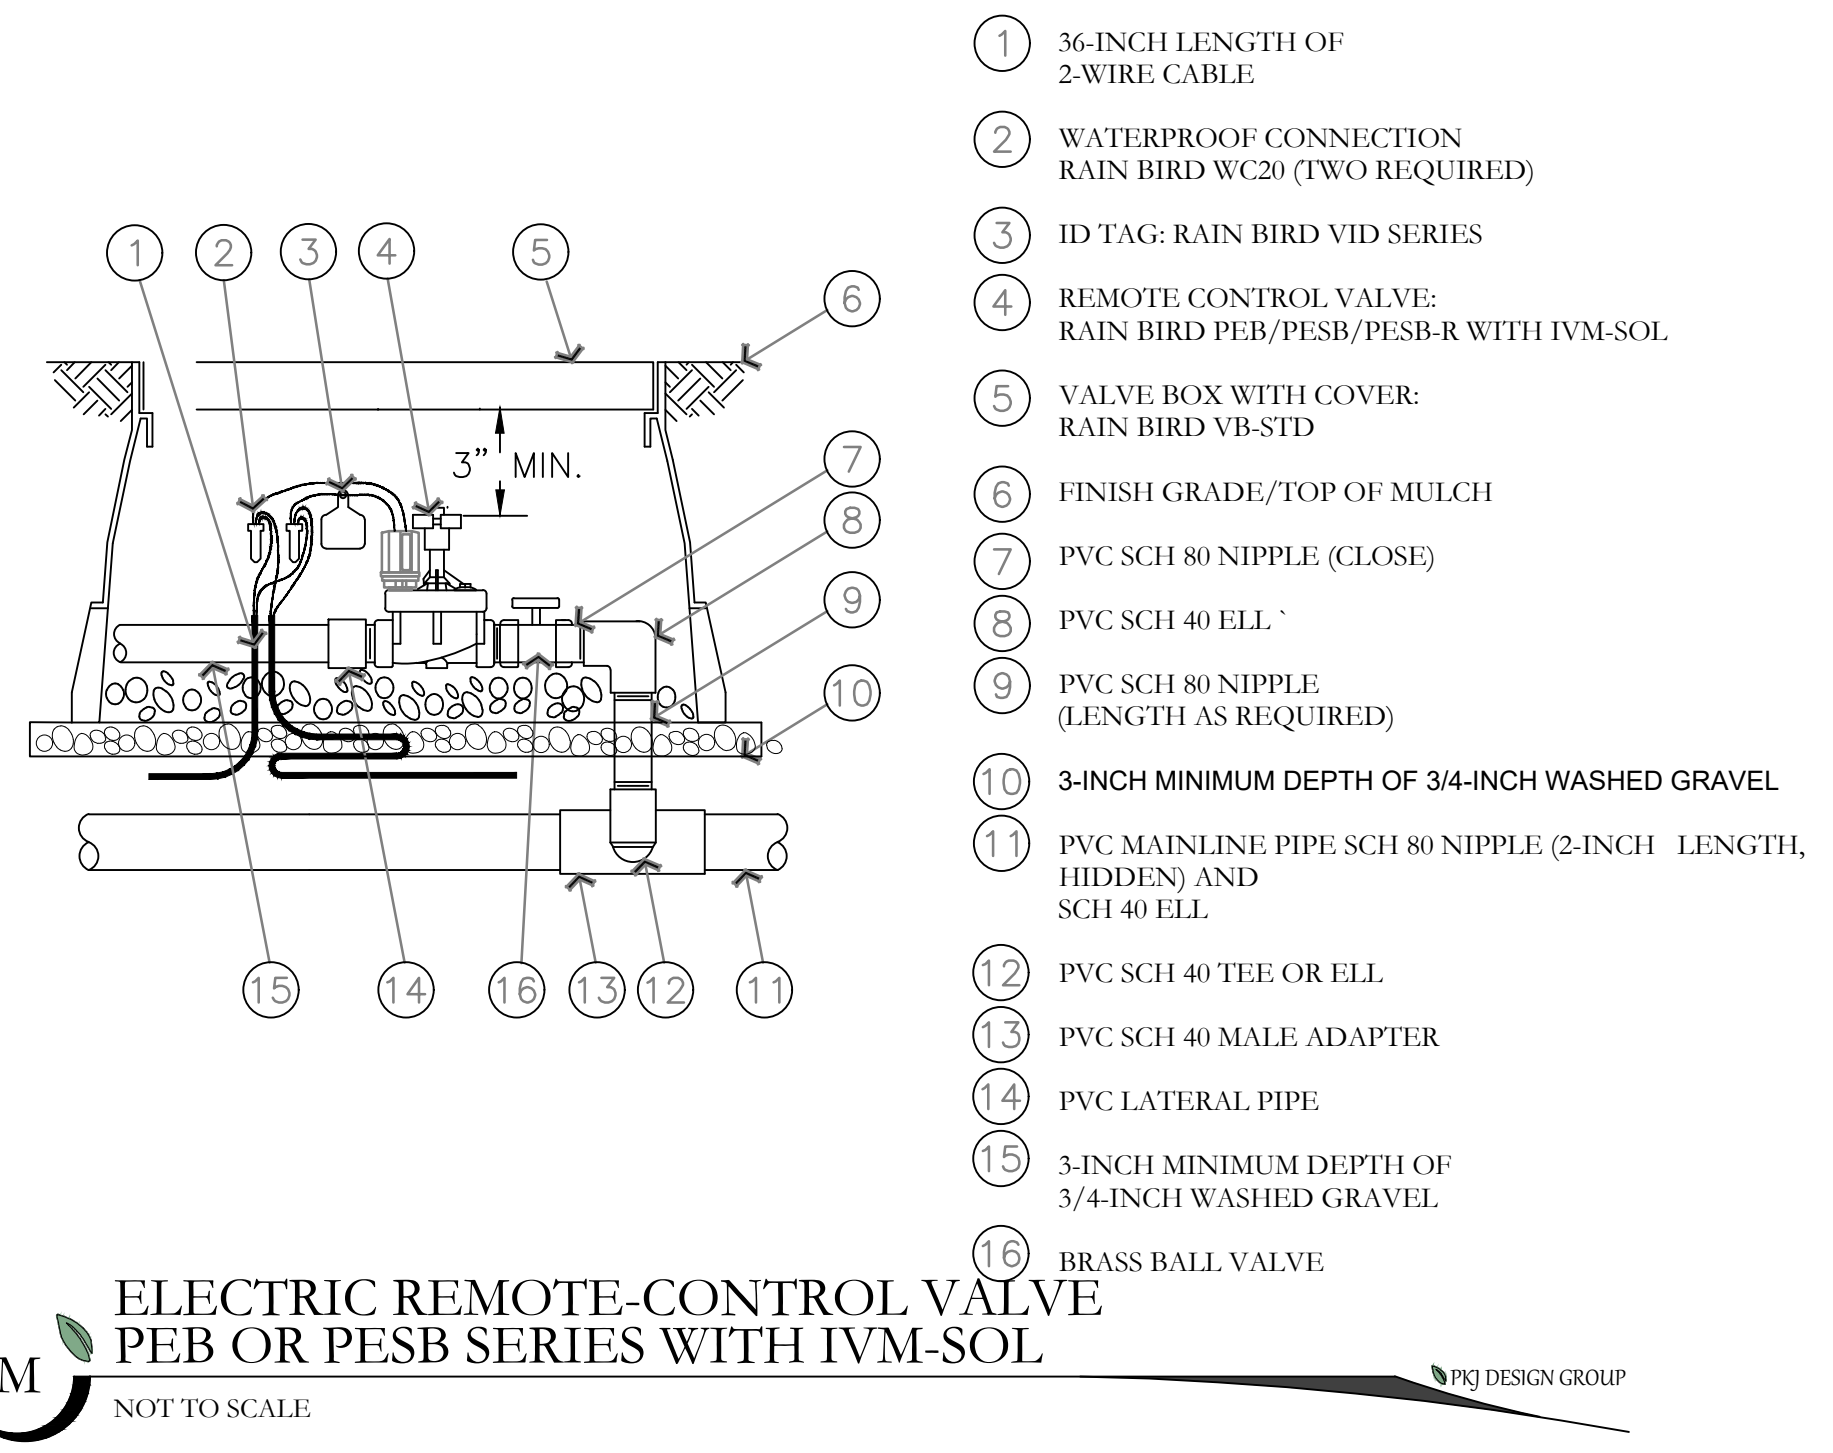 1 36-INCH LENGTH OF
2-WIRE CABLE
2 WATERPROOF CONNECTION
RAIN BIRD WC20 (TWO REQUIRED)
3 ID TAG: RAIN BIRD VID SERIES
4 REMOTE CONTROL VALVE:
RAIN BIRD PEB/PESB/PESB-R WITH IVM-SOL
5 VALVE BOX WITH COVER:
RAIN BIRD VB-STD
6 FINISH GRADE/TOP OF MULCH
7 PVC SCH 80 NIPPLE (CLOSE)
8 PVC SCH 40 ELL `
9 PVC SCH 80 NIPPLE
(LENGTH AS REQUIRED)
10 3-INCH MINIMUM DEPTH OF 3/4-INCH WASHED GRAVEL
11 PVC MAINLINE PIPE SCH 80 NIPPLE (2-INCH LENGTH,
HIDDEN) AND
SCH 40 ELL
12 PVC SCH 40 TEE OR ELL
13 PVC SCH 40 MALE ADAPTER
14 PVC LATERAL PIPE
15 3-INCH MINIMUM DEPTH OF
3/4-INCH WASHED GRAVEL
16 BRASS BALL VALVE
1 2 3 4 5
6
3” MIN.
7
8
9
10
15 14 16 13 12 11
ELECTRIC REMOTE-CONTROL VALVE
PEB OR PESB SERIES WITH IVM-SOL
M
NOT TO SCALE
PKJ DESIGN GROUP